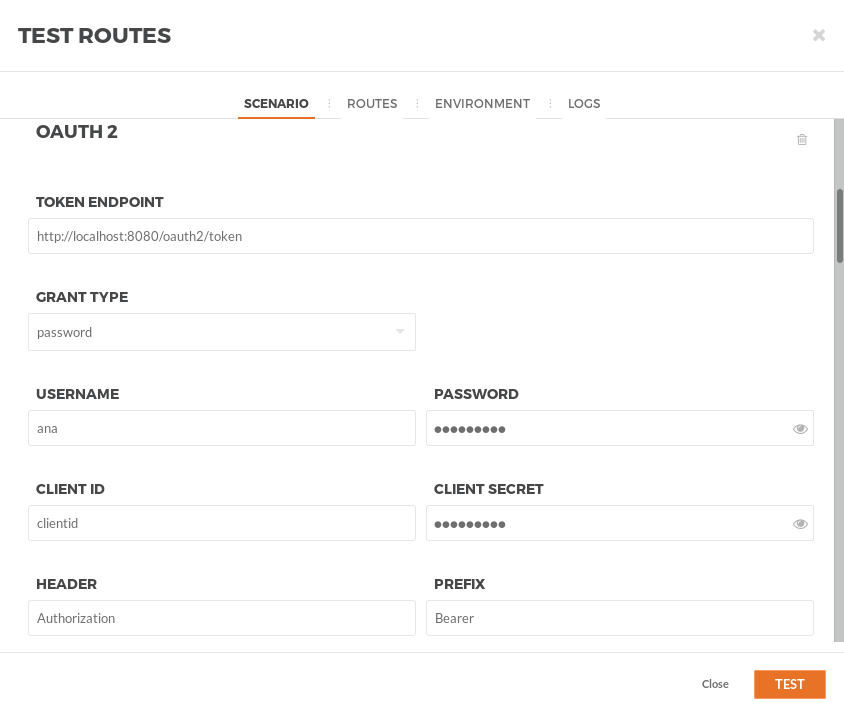 TEST ROUTES
SCENARIO ROUTES ENVIRONMENT LOGS
OAUTH 2
TOKEN ENDPOINT
http://localhost:8080/oauth2/token
GRANT TYPE
password
USERNAME PASSWORD
ana ●●●●●●●●●
CLIENT ID CLIENT SECRET
clientid ●●●●●●●●●
HEADER PREFIX
Authorization Bearer
Close TEST